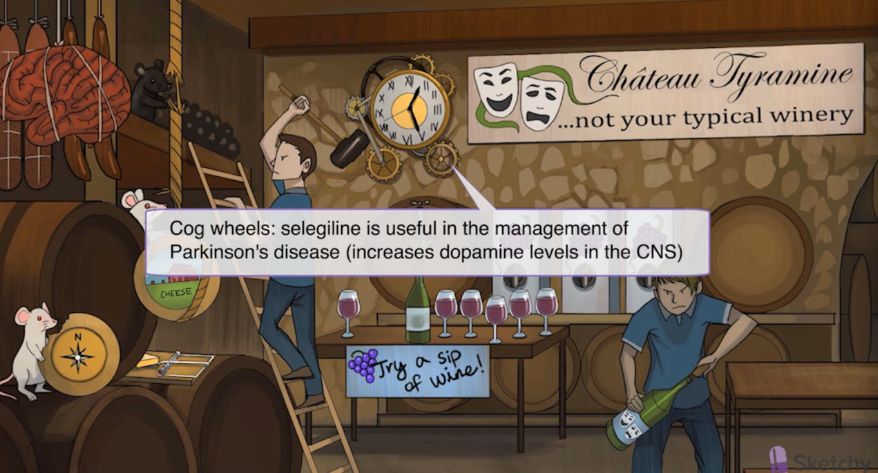 Château Tyramine
...not your typical winery
Cog wheels: selegiline is useful in the management of
Parkinson's disease (increases dopamine levels in the CNS)
CHEESE
N
Try a sip
of wine!
Sketchy